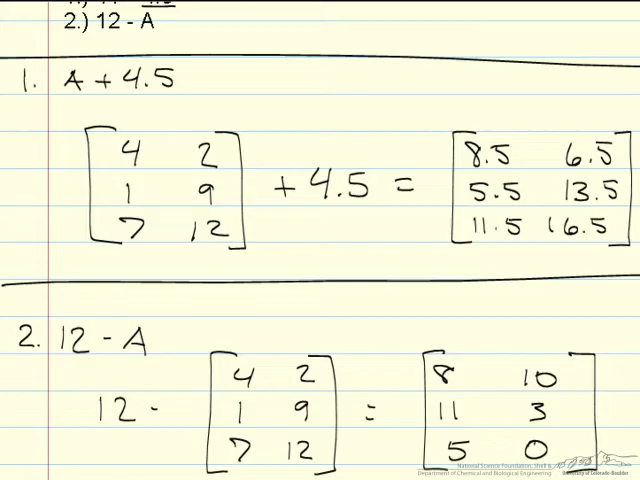 2.) 12 - A
1. A + 4.5
4 2
1 9
7 12
+ 4.5 =
8.5 6.5
5.5 13.5
11.5 16.5
2. 12 - A
12 -
4 2
1 9
7 12
=
8 10
11 3
5 0
National Science Foundation, Shell &
Department of Chemical and Biological Engineering
University of Colorado-Boulder